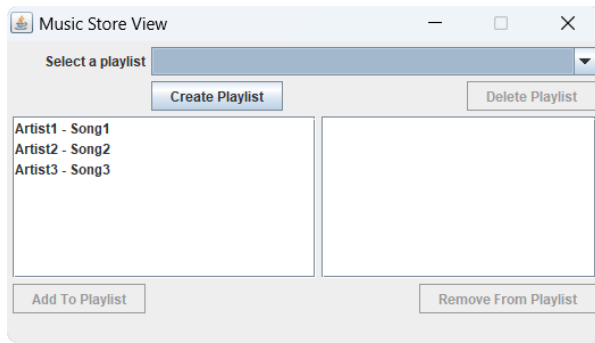 Music Store View
Select a playlist
Create Playlist Delete Playlist
Artist1 - Song1
Artist2 - Song2
Artist3 - Song3
Add To Playlist Remove From Playlist